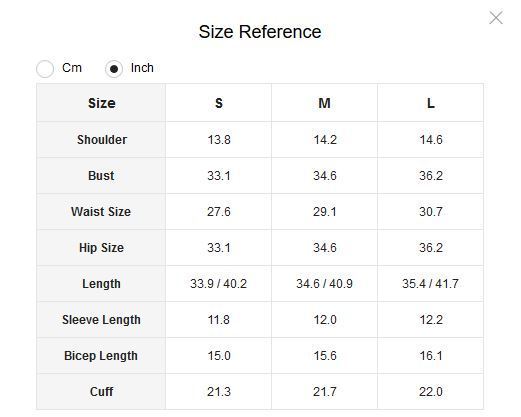 Size Reference
Cm Inch
Size S M L
Shoulder 13.8 14.2 14.6
Bust 33.1 34.6 36.2
Waist Size 27.6 29.1 30.7
Hip Size 33.1 34.6 36.2
Length 33.9 / 40.2 34.6 / 40.9 35.4 / 41.7
Sleeve Length 11.8 12.0 12.2
Bicep Length 15.0 15.6 16.1
Cuff 21.3 21.7 22.0